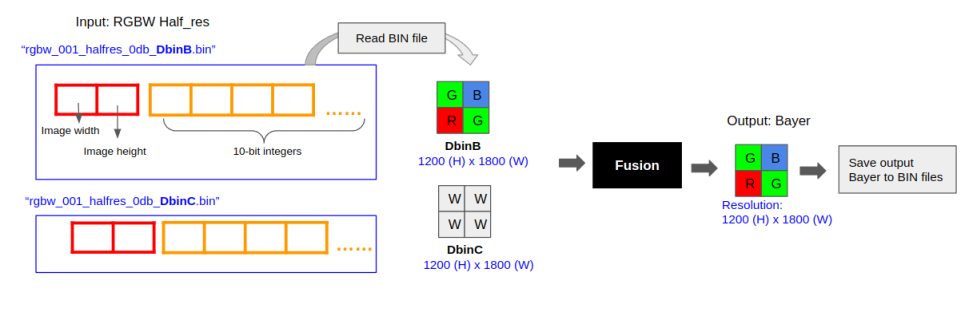 Input: RGBW Half_res
“rgbw_001_halfres_0db_DbinB.bin”
Image width
Image height
10-bit integers
“rgbw_001_halfres_0db_DbinC.bin”
Read BIN file
G B
R G
DbinB
1200 (H) x 1800 (W)
W W
W W
DbinC
1200 (H) x 1800 (W)
Fusion
Output: Bayer
G B
R G
Resolution:
1200 (H) x 1800 (W)
Save output
Bayer to BIN files